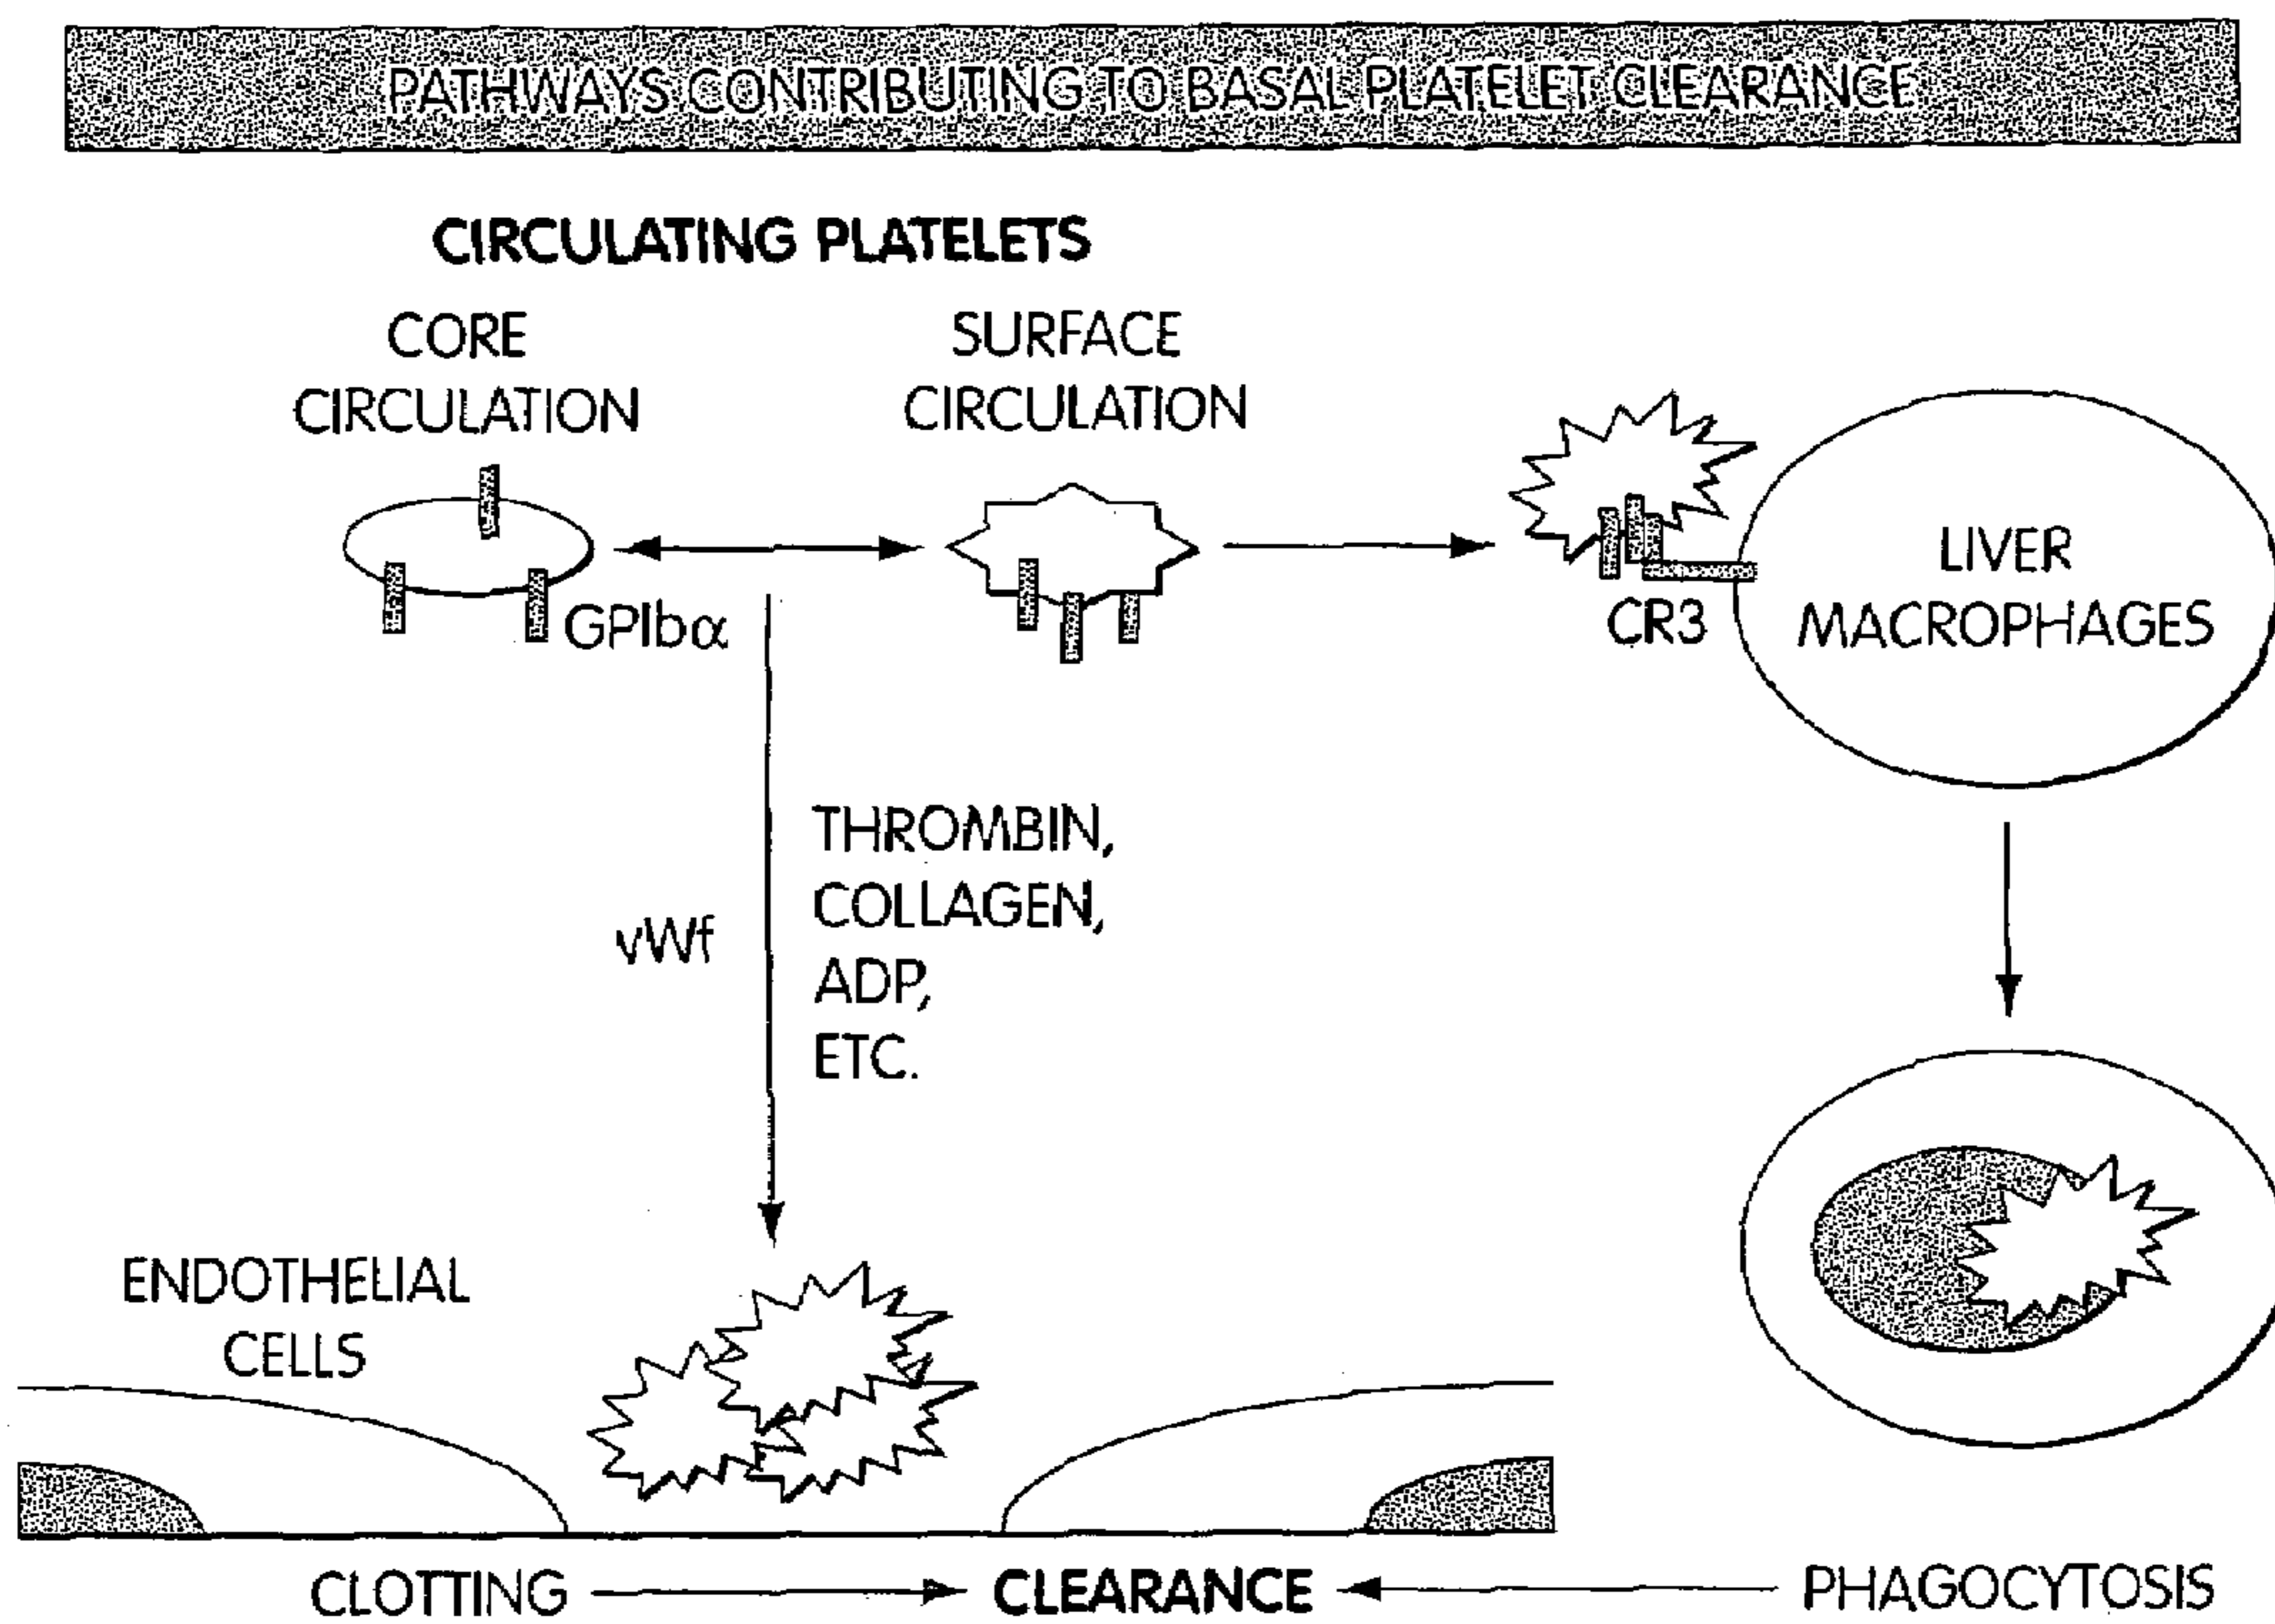 PATHWAYS CONTRIBUTING TO BASAL PLATELET CLEARANCE
CIRCULATING PLATELETS
CORE
CIRCULATION
SURFACE
CIRCULATION
GPIbα
CR3
LIVER
MACROPHAGES
vWf
THROMBIN,
COLLAGEN,
ADP,
ETC.
ENDOTHELIAL
CELLS
CLOTTING
CLEARANCE
PHAGOCYTOSIS